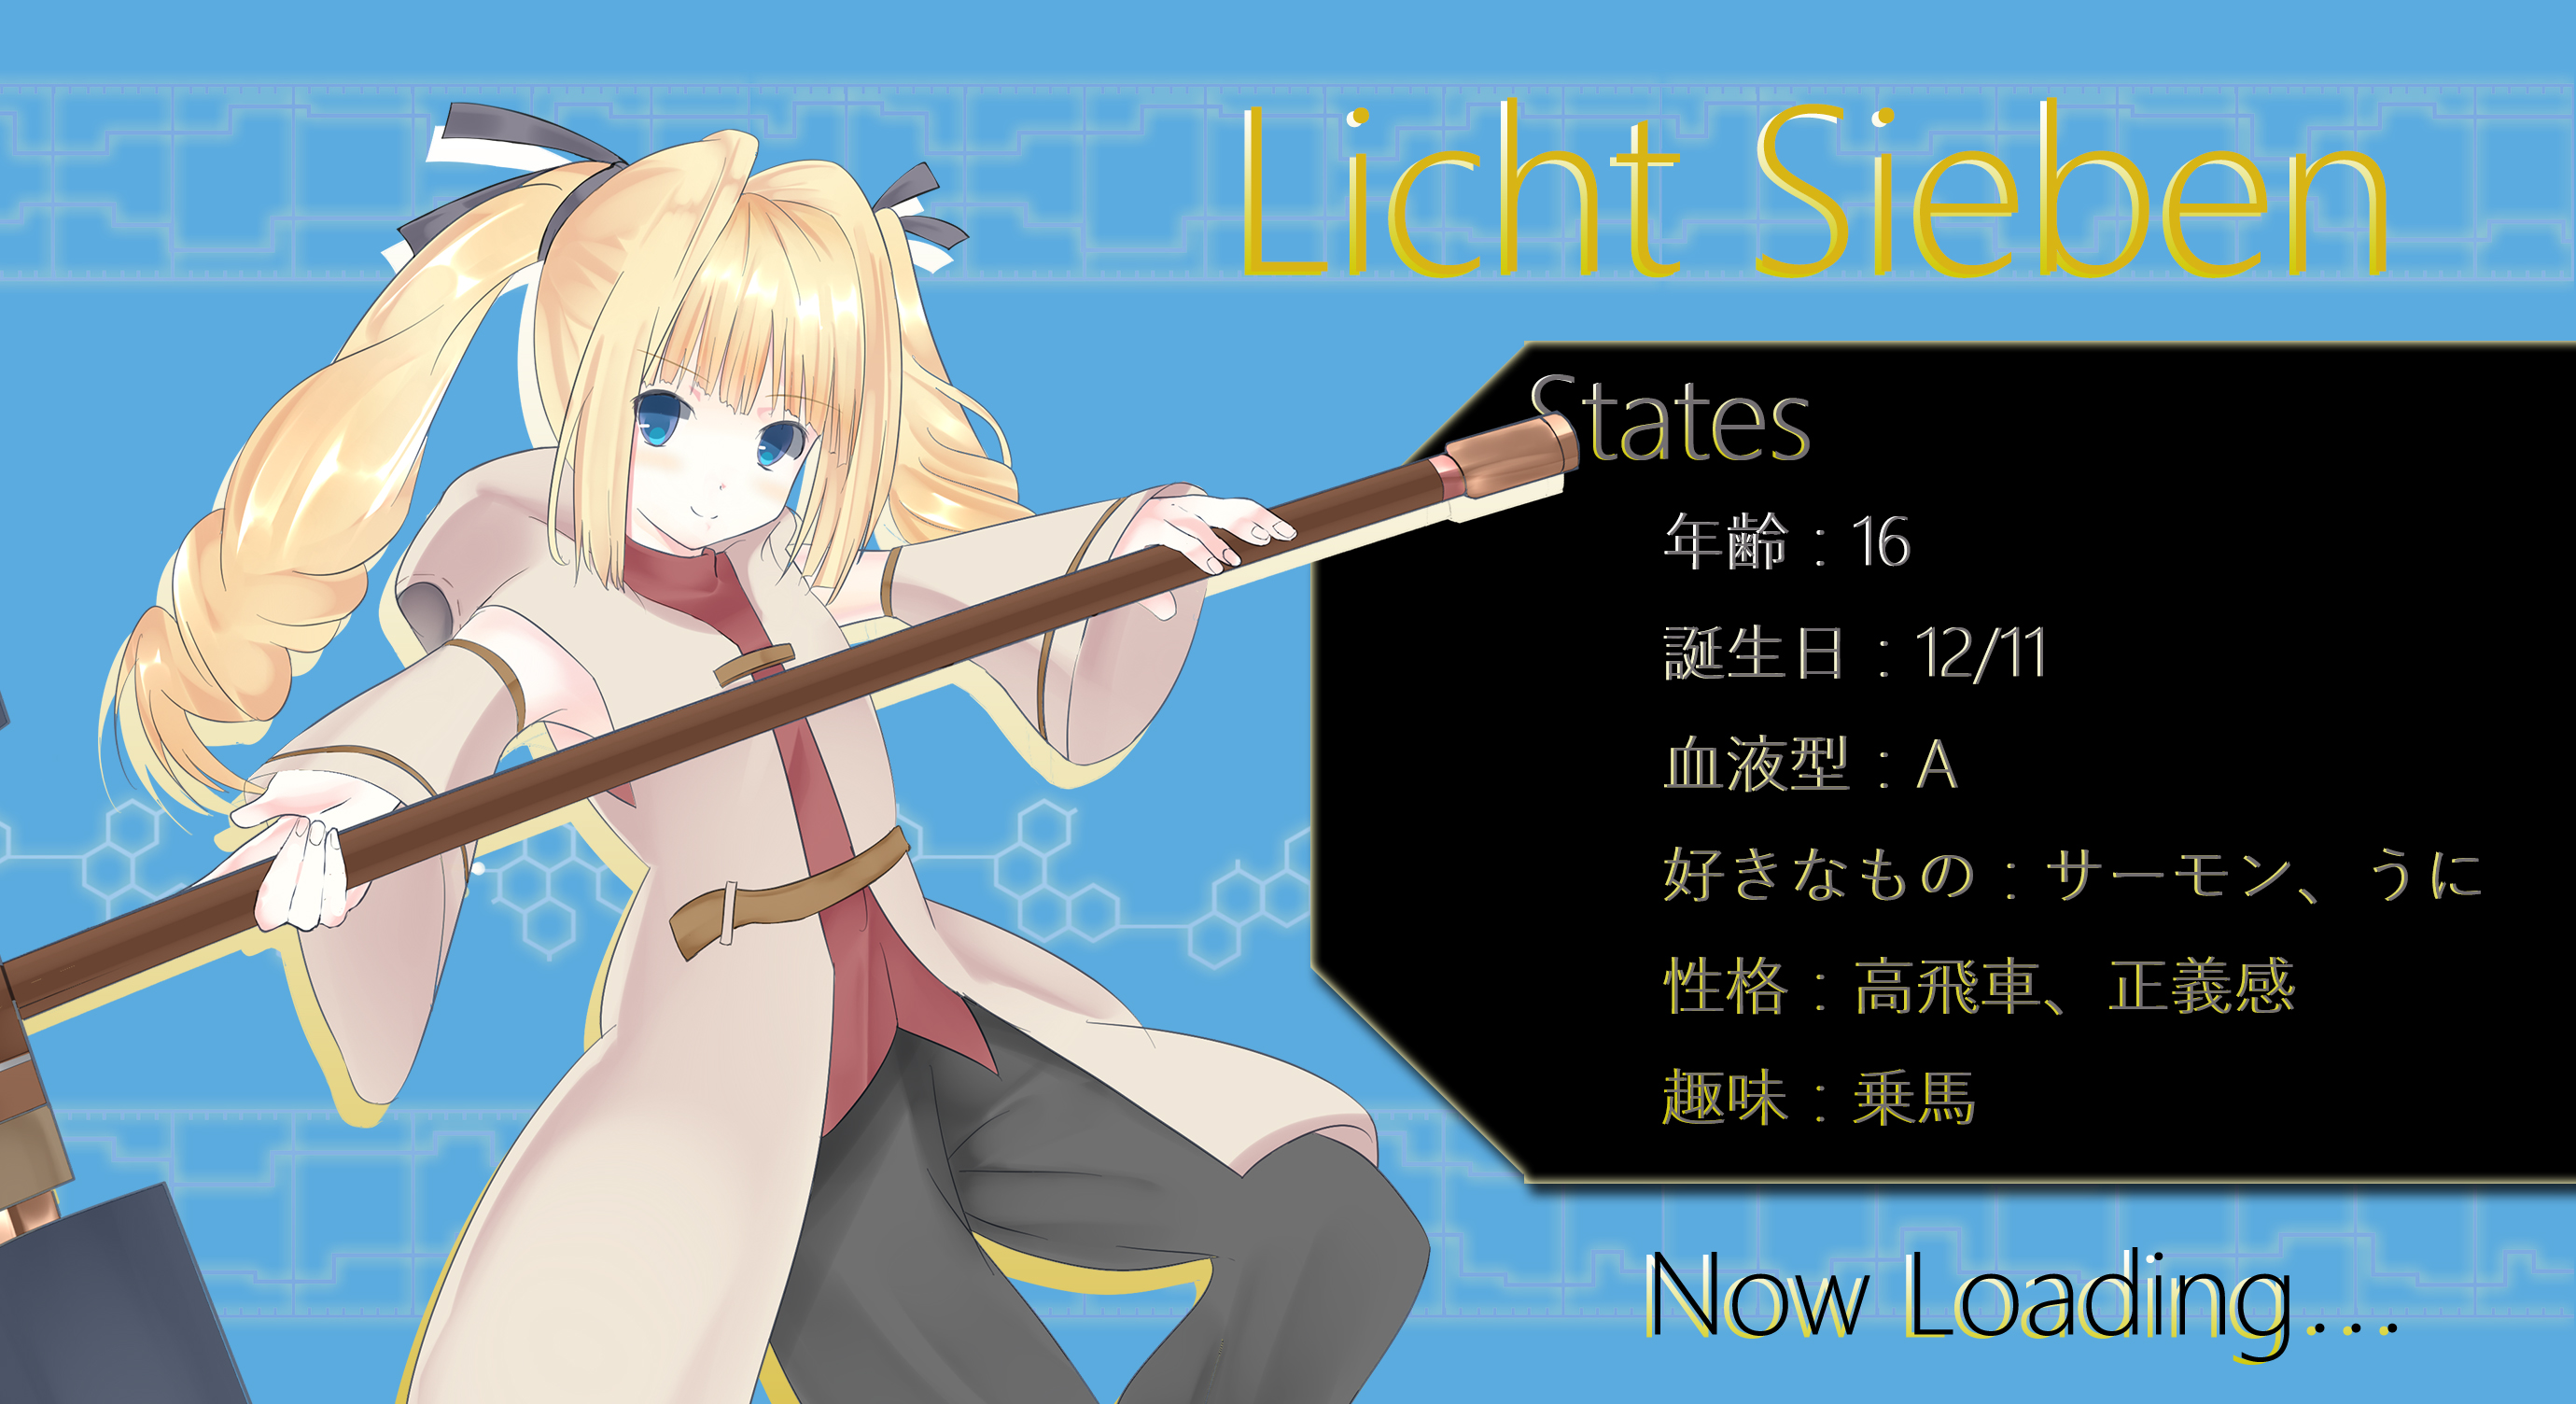 Licht Sieben
States
年齢：16
誕生日：12/11
血液型：A
好きなもの：サーモン、うに
性格：高飛車、正義感
趣味：乗馬
Now Loading...